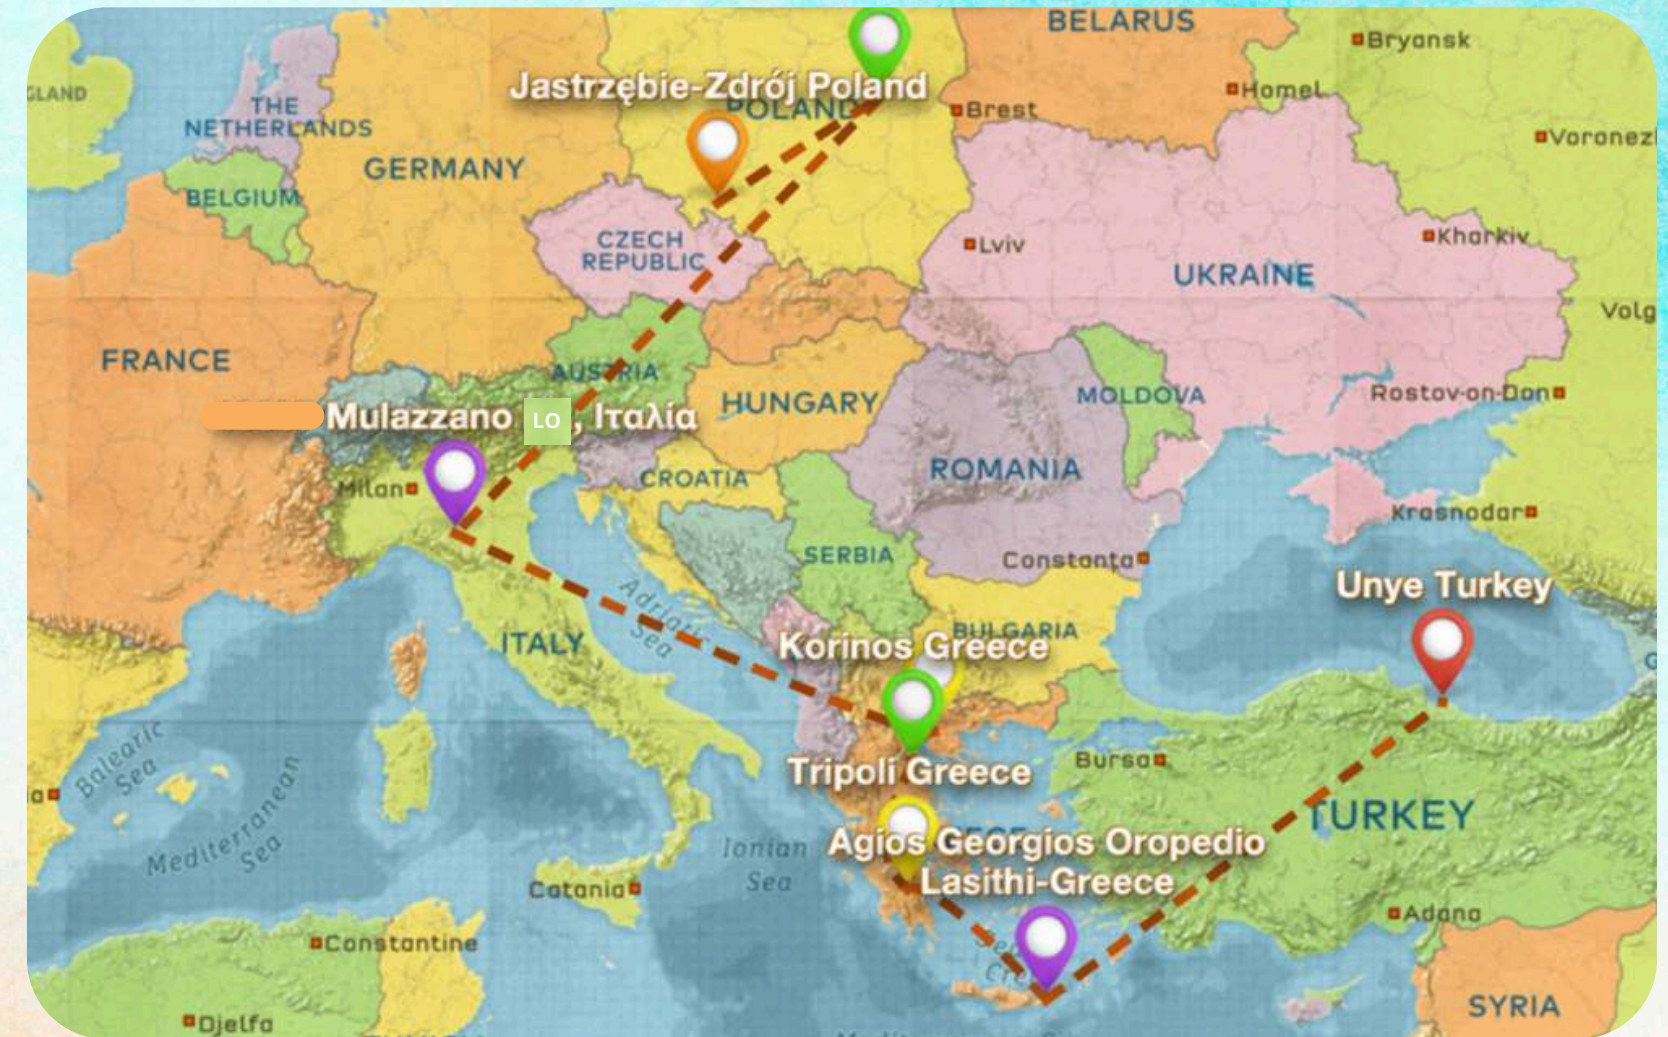 BELARUS
Bryansk
Homel
Jastrzębie-Zdrój Poland
POLAND
Brest
THE
NETHERLANDS
GERMANY
Voronezh
BELGIUM
Lviv
Kharkiv
CZECH
REPUBLIC
UKRAINE
FRANCE
AUSTRIA
HUNGARY
MOLDOVA
Rostov-on-Don
Mulazzano LO , Ιταλία
Milan
CROATIA
ROMANIA
Krasnodar
SERBIA
Constanța
Unye Turkey
Adriatic
Sea
ITALY
BULGARIA
Korinos Greece
Balearic
Sea
Bursa
Tripoli Greece
TURKEY
Mediterranean
Sea
Ionian
Sea
Agios Georgios Oropedio
Lasithi-Greece
Catania
Adana
Constantine
SYRIA
Djelfa